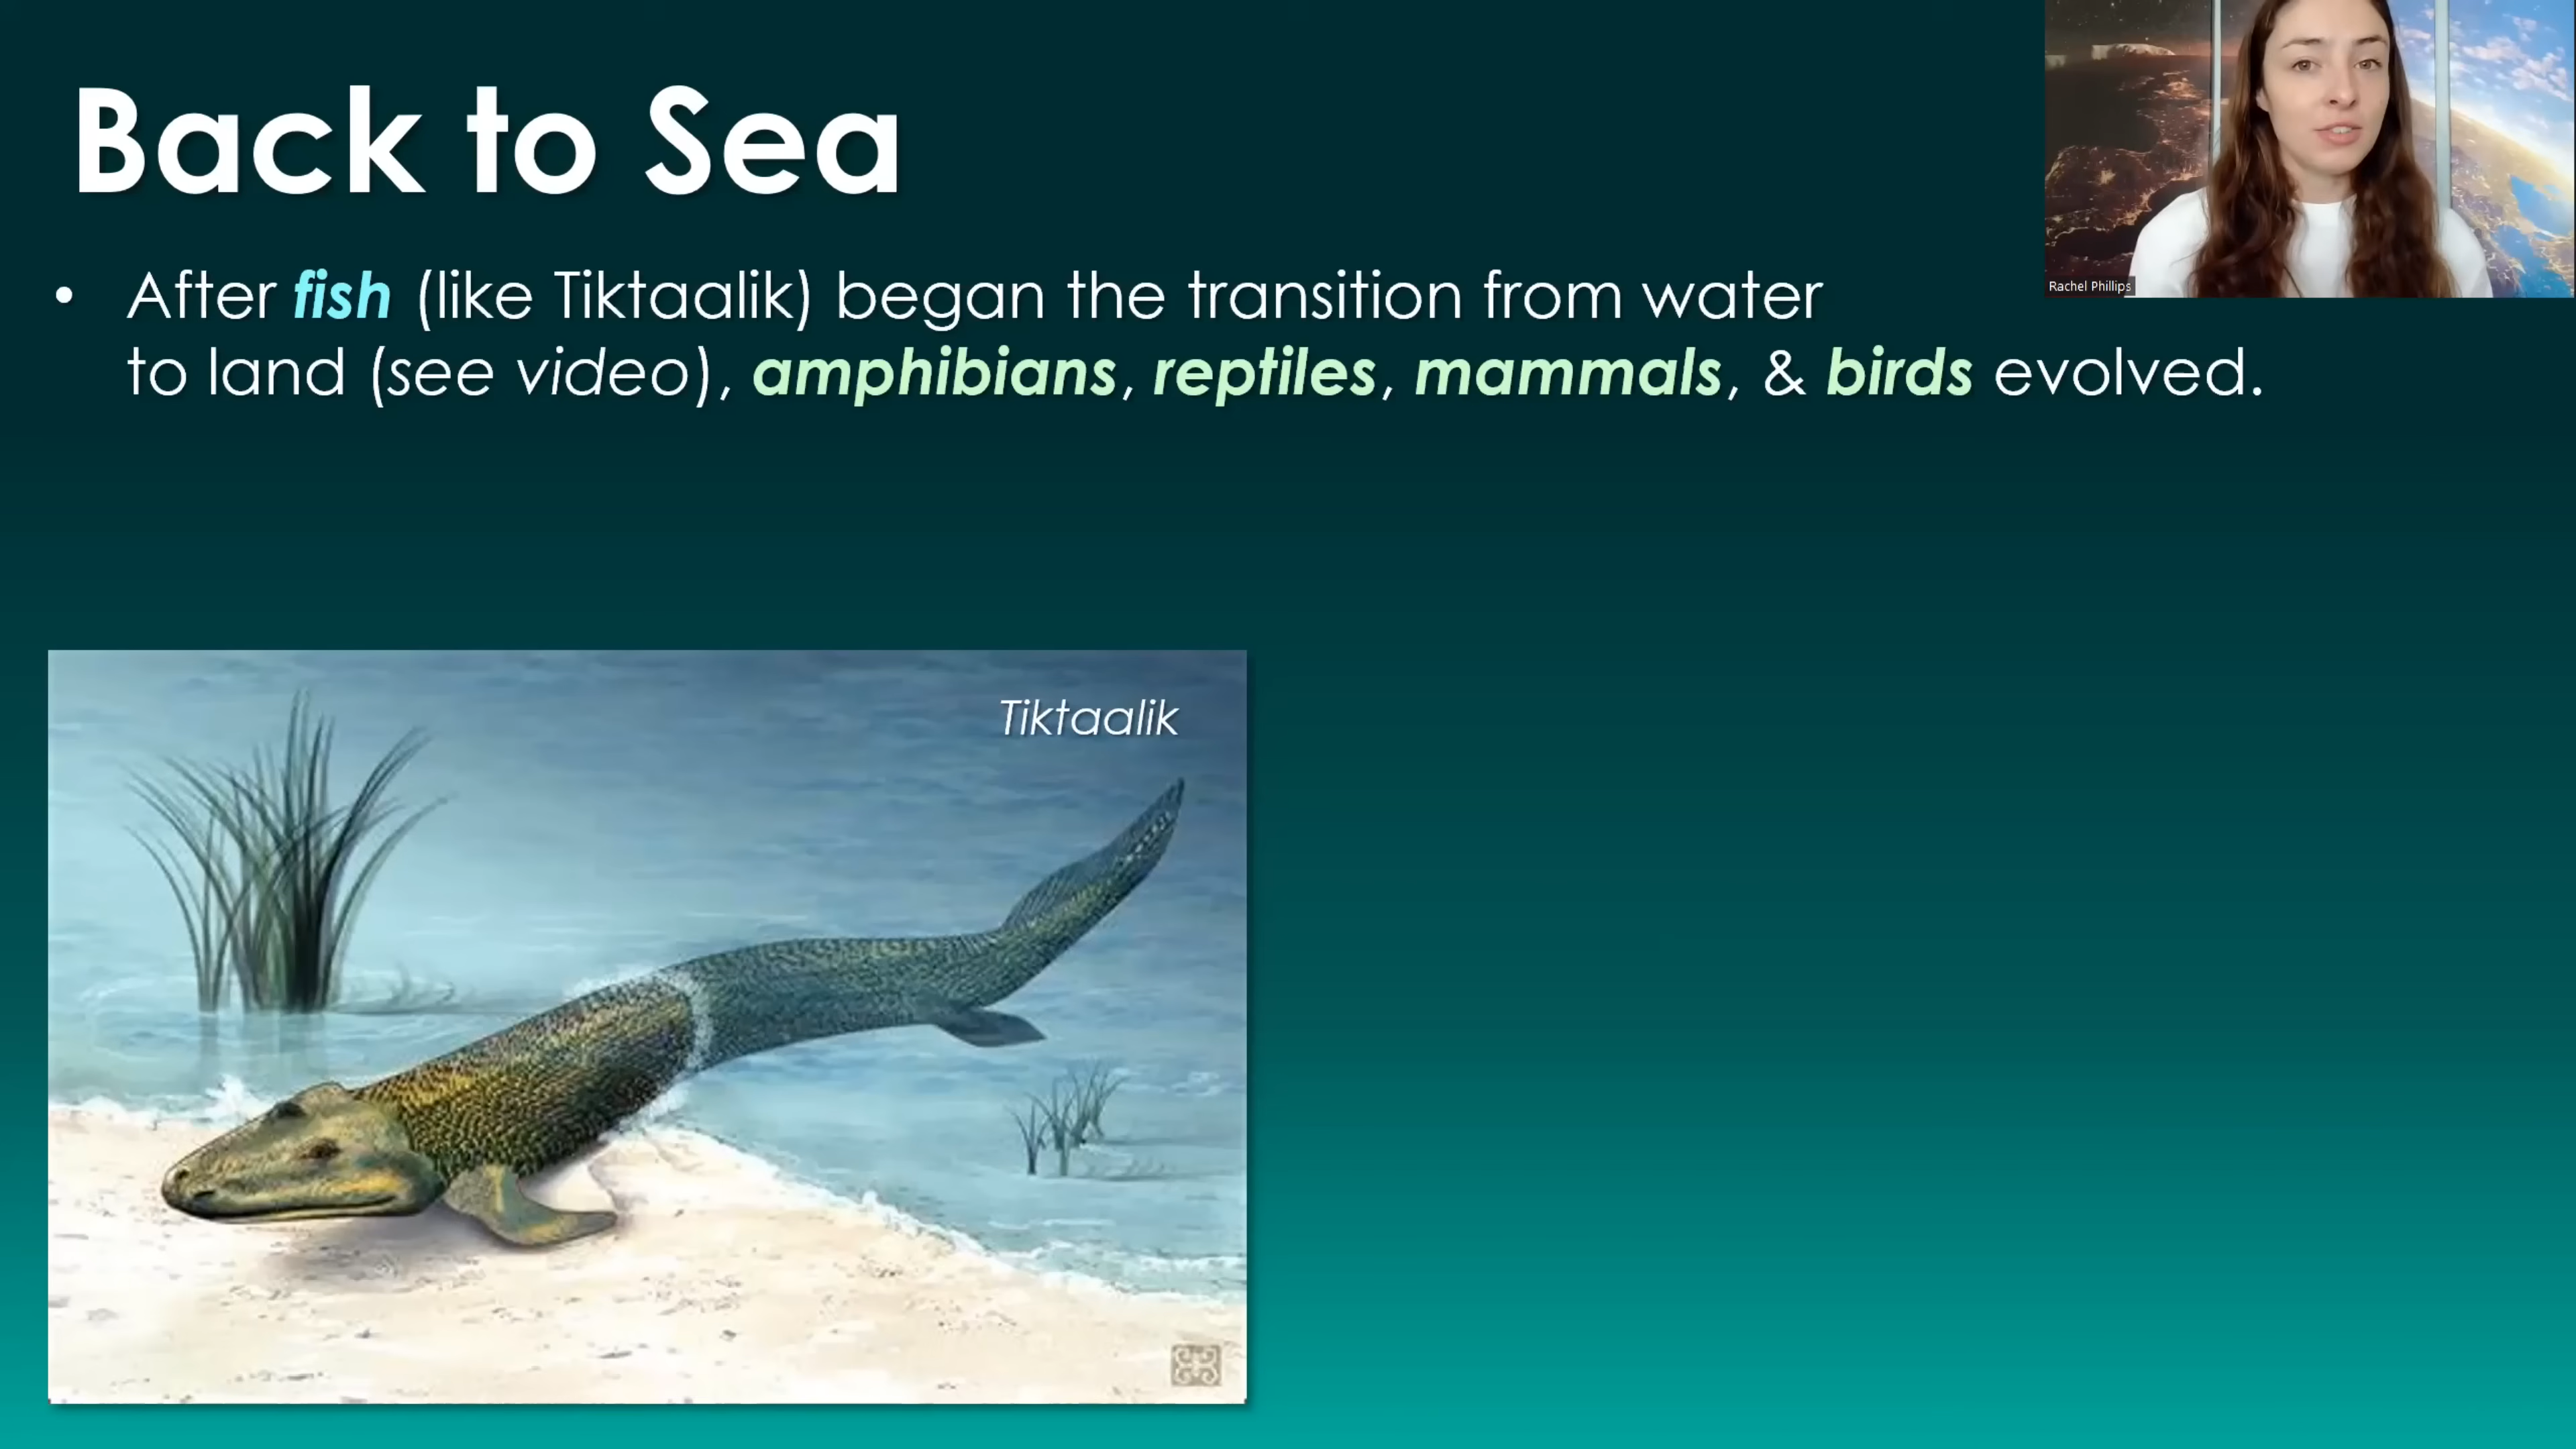 Back to Sea
• After fish (like Tiktaalik) began the transition from water
to land (see video), amphibians, reptiles, mammals, & birds evolved.
Rachel Phillips
Tiktaalik